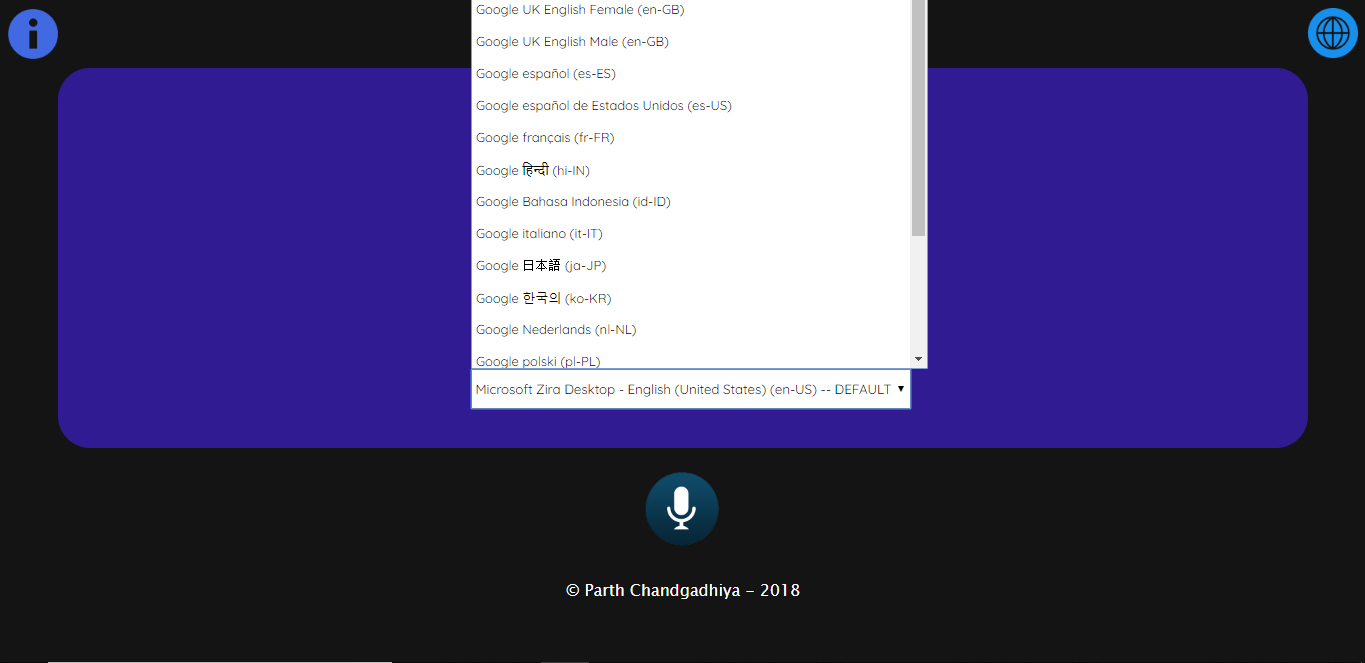 Google UK English Female (en-GB)
Google UK English Male (en-GB)
Google español (es-ES)
Google español de Estados Unidos (es-US)
Google français (fr-FR)
Google हिन्दी (hi-IN)
Google Bahasa Indonesia (id-ID)
Google italiano (it-IT)
Google 日本語 (ja-JP)
Google 한국의 (ko-KR)
Google Nederlands (nl-NL)
Google polski (pl-PL)
Microsoft Zira Desktop - English (United States) (en-US) -- DEFAULT
© Parth Chandgadhiya - 2018